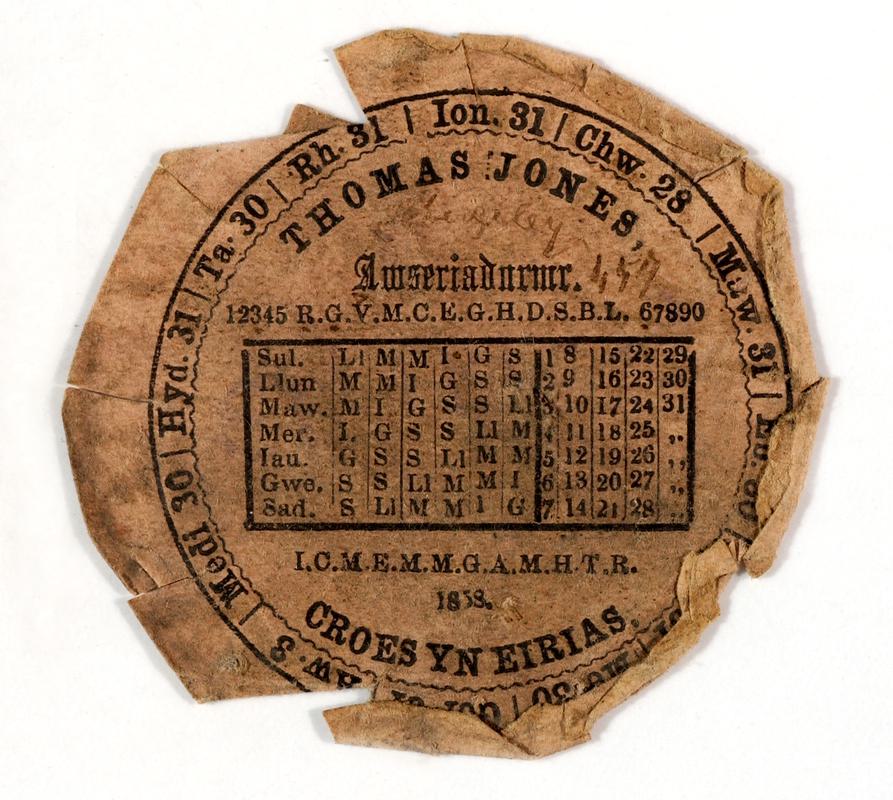 Ion. 31 | Chw. 28 | Maw. 31
Medi 30 | Hyd. 31 | Ta. 30 | Rh. 31 |
THOMAS JONES,
Amseriadurmr.
12345 R.G.V.M.C.E.G.H.D.S.B.L. 67890
Sul. Ll M M I. G S 1 8 15 22 29
Llun M M I G S S 2 9 16 23 30
Maw. M I G S S Ll 3 10 17 24 31
Mer. I. G S S Ll M 4 11 18 25 ,,
Iau. G S S Ll M M 5 12 19 26 ,,
Gwe. S S Ll M M I 6 13 20 27 ,,
Sad. S Ll M M I G 7 14 21 28 ,,
I.C.M.E.M.M.G.A.M.H.T.R.
1858.
CROES YN EIRIAS.